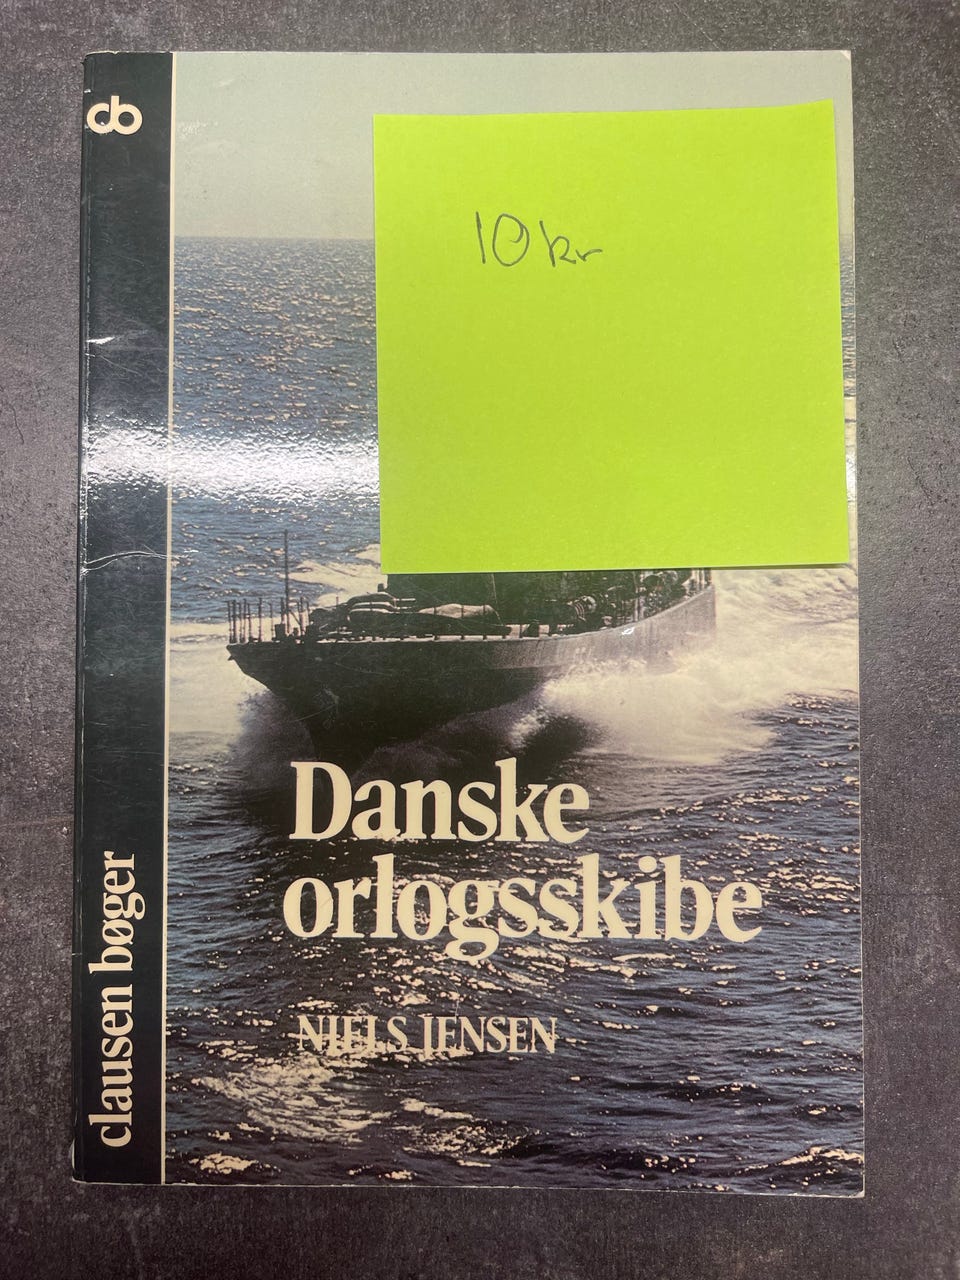 10 kr
Danske
orlogsskibe
NIELS JENSEN
clausen bøger
cb